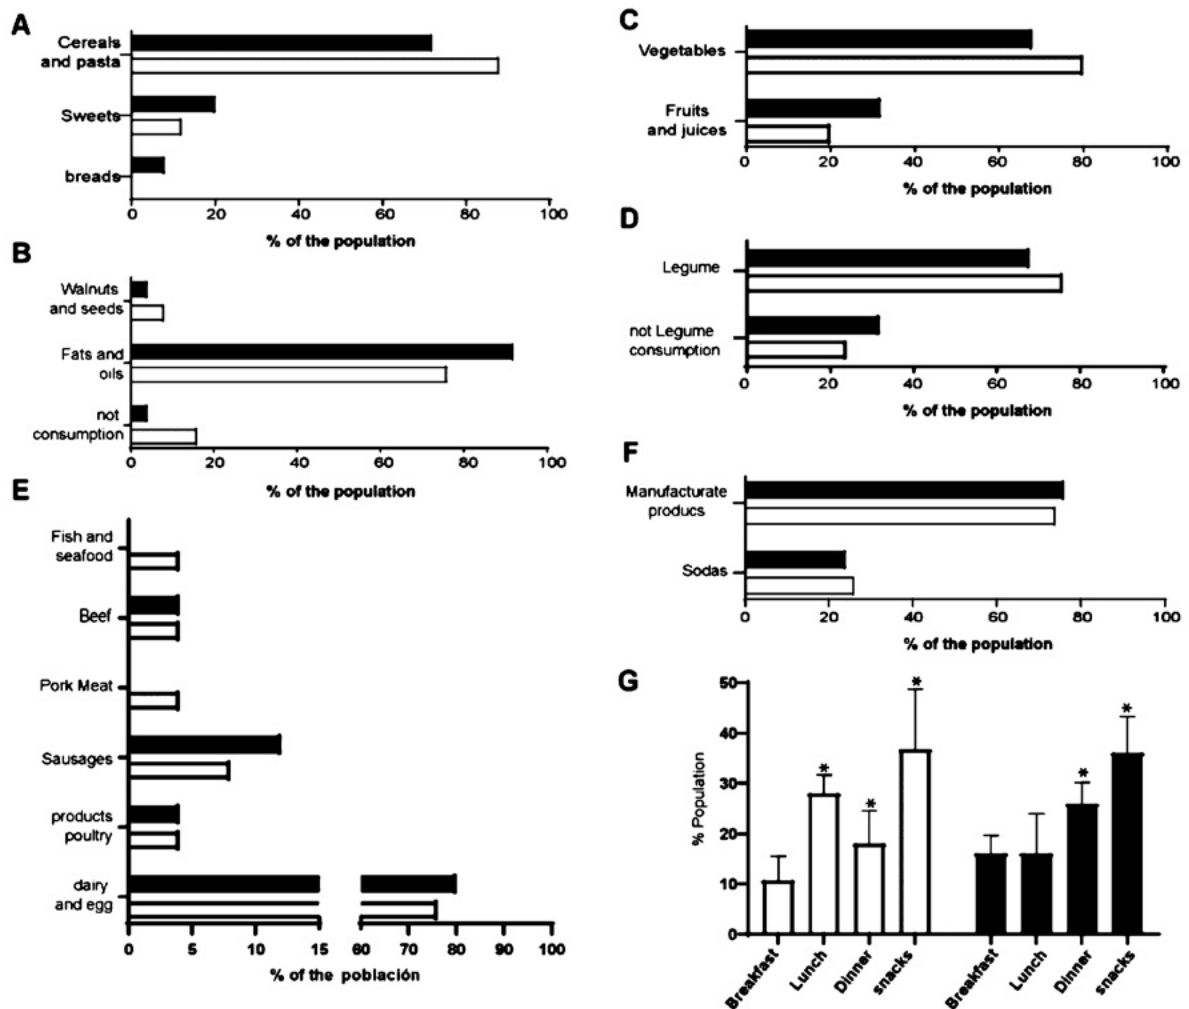 A
Cereals
and pasta
Sweets
breads
0 20 40 60 80 100
% of the population
B
Walnuts
and seeds
Fats and
oils
not
consumption
0 20 40 60 80 100
% of the population
E
Fish and
seafood
Beef
Pork Meat
Sausages
products
poultry
dairy
and egg
0 5 10 15 60 70 80 90 100
% of the población
C
Vegetables
Fruits
and juices
0 20 40 60 80 100
% of the population
D
Legume
not Legume
consumption
0 20 40 60 80 100
% of the population
F
Manufacturate
producs
Sodas
0 20 40 60 80 100
% of the population
G
% Population
50
40
30
20
10
0
* * * * *
Breakfast Lunch Dinner snacks Breakfast Lunch Dinner snacks